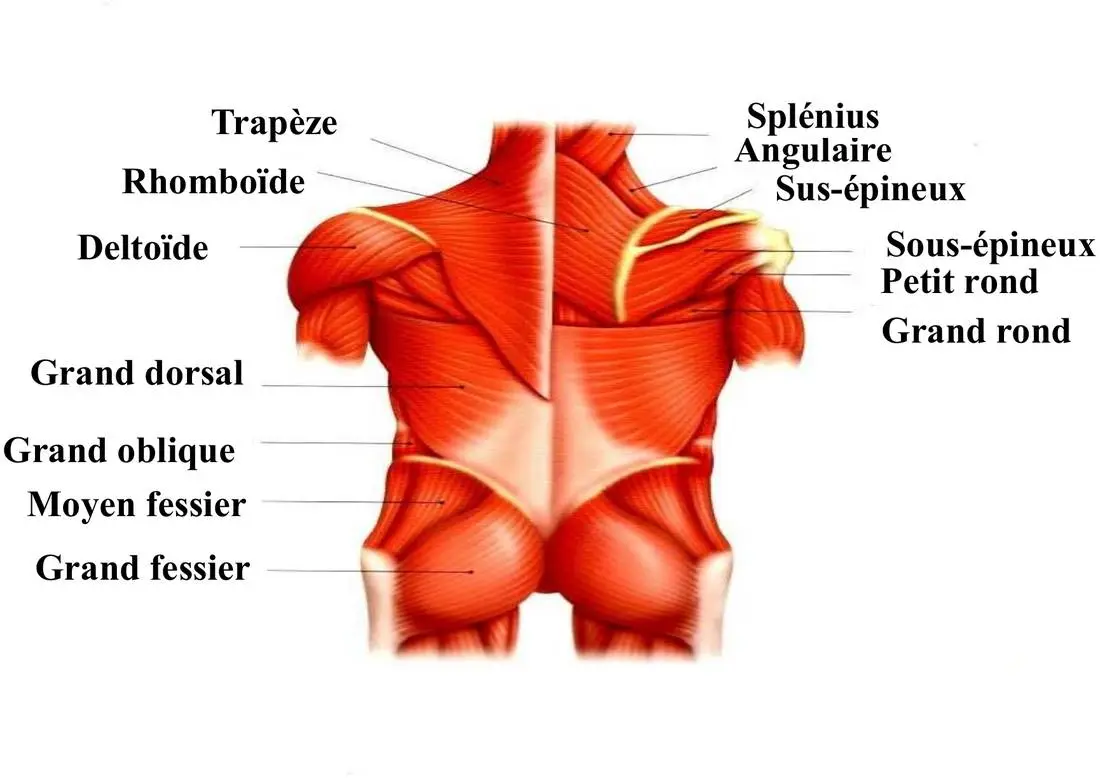 Trapèze
Rhomboïde
Deltoïde
Grand dorsal
Grand oblique
Moyen fessier
Grand fessier
Splénius
Angulaire
Sus-épineux
Sous-épineux
Petit rond
Grand rond